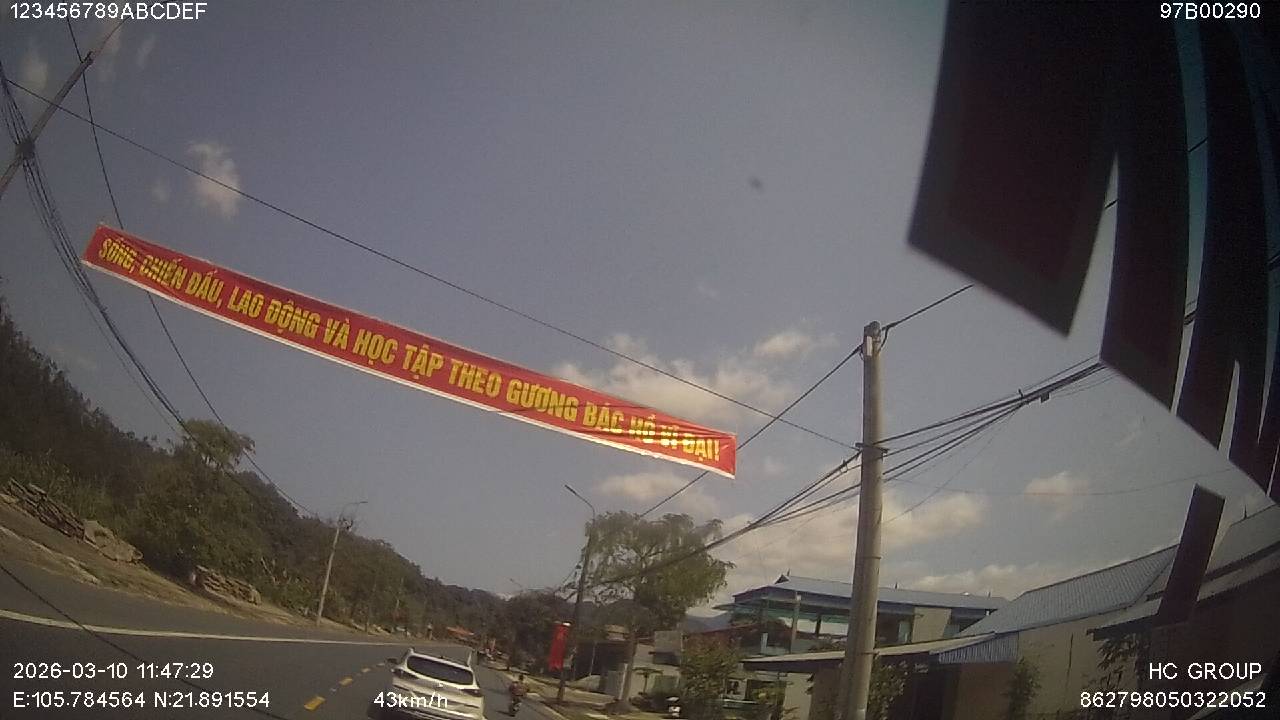 123456789ABCDEF
97B00290
SỐNG, CHIẾN ĐẤU, LAO ĐỘNG VÀ HỌC TẬP THEO GƯƠNG BÁC HỒ VĨ ĐẠI!
2026-03-10 11:47:29
HC GROUP
E:105.784564 N:21.891554
43km/h
862798050322052